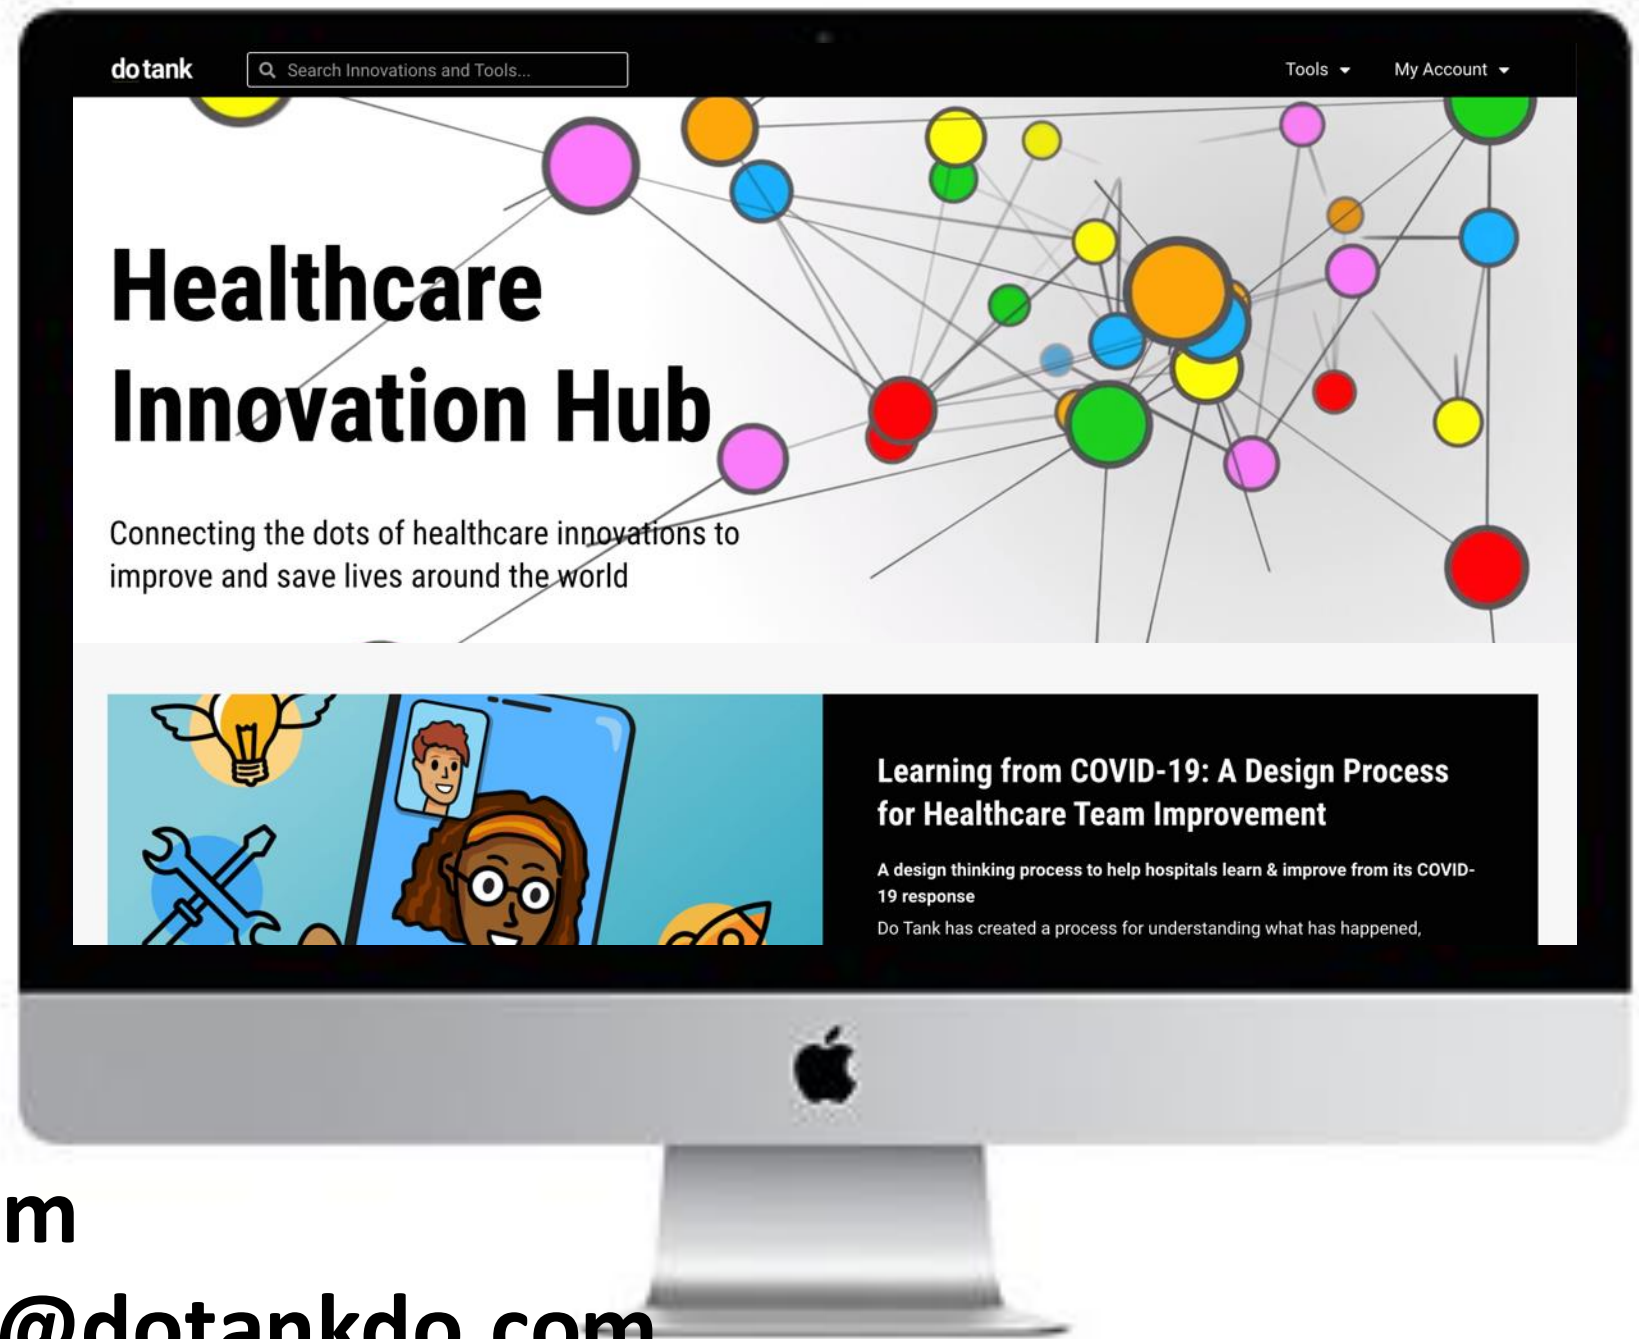 do tank
Search Innovations and Tools...
Tools
My Account
Healthcare
Innovation Hub
Connecting the dots of healthcare innovations to
improve and save lives around the world
Learning from COVID-19: A Design Process
for Healthcare Team Improvement
A design thinking process to help hospitals learn & improve from its COVID-
19 response
Do Tank has created a process for understanding what has happened,
m
@dotankdo.com